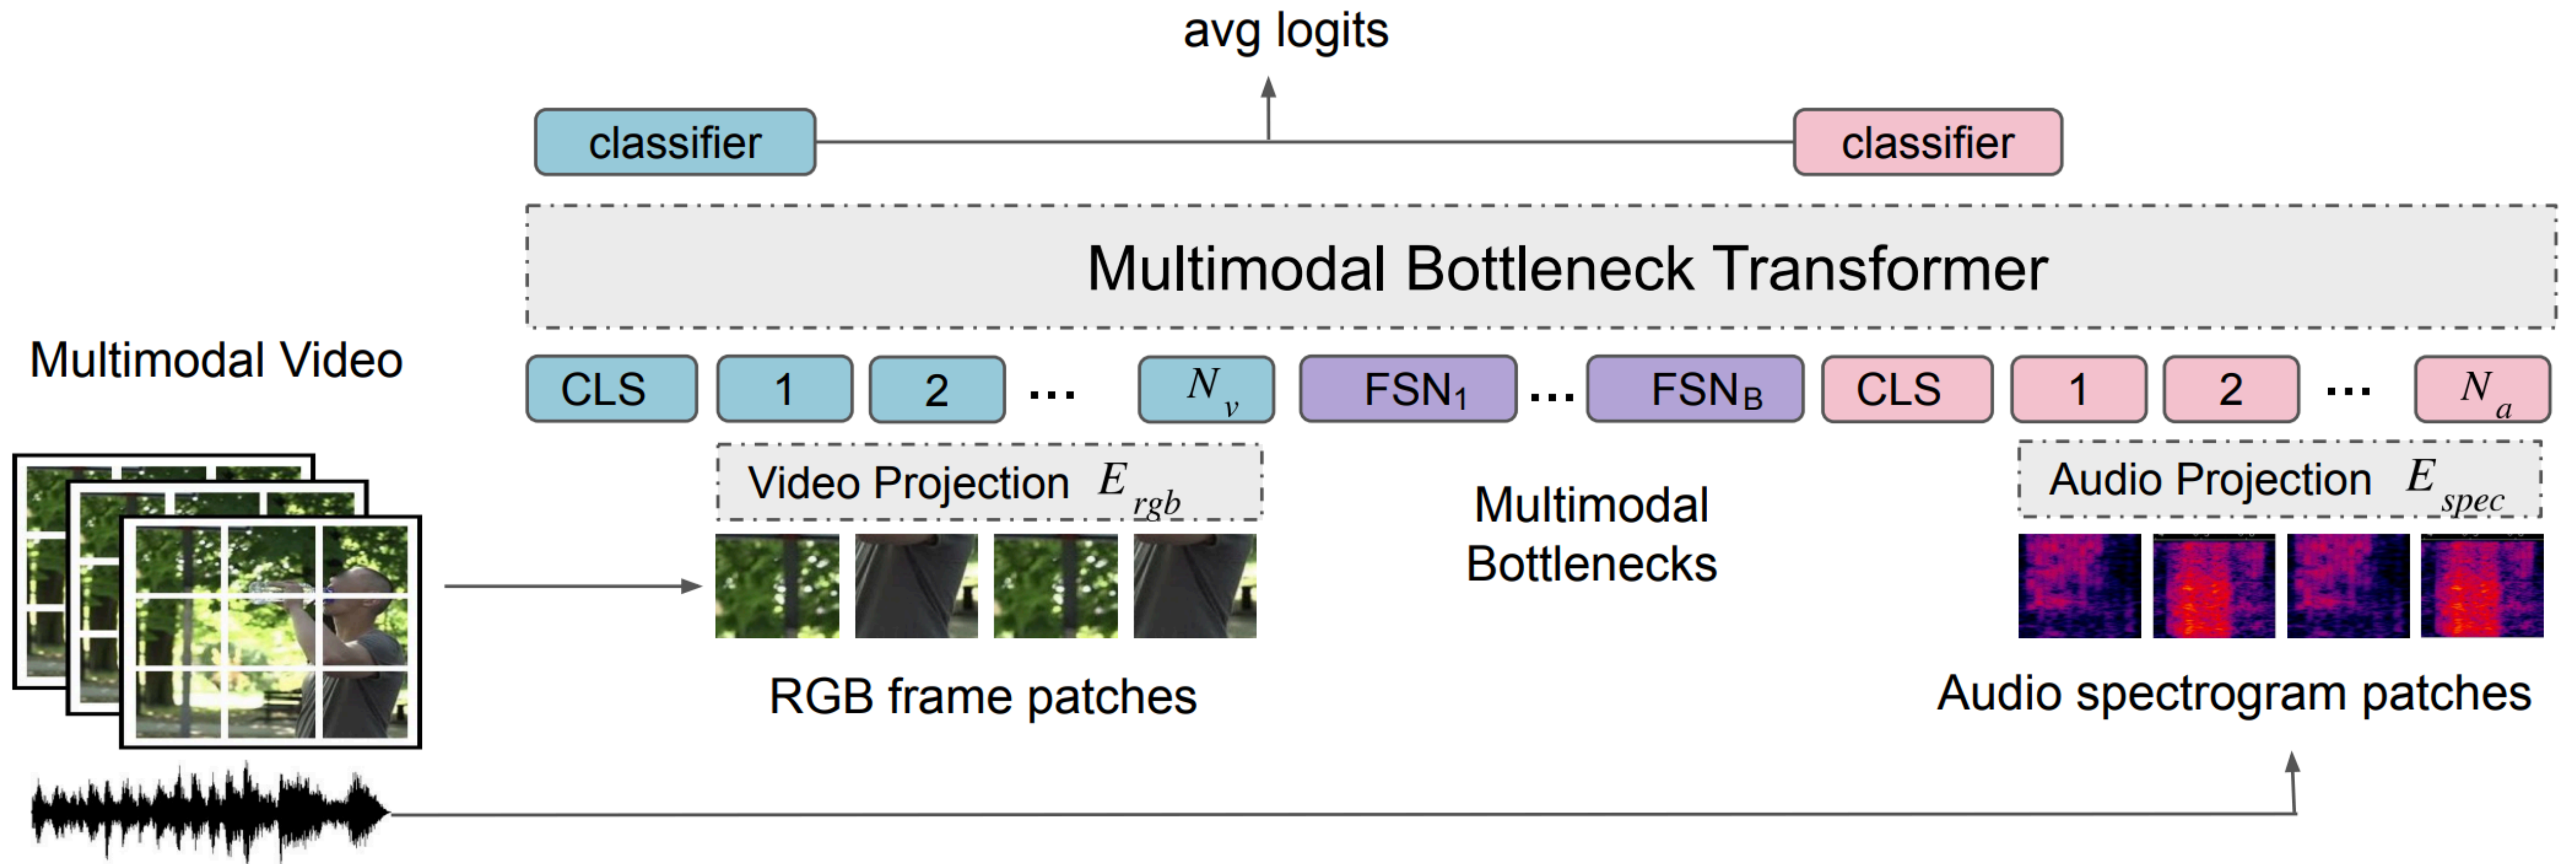 avg logits
classifier classifier
Multimodal Bottleneck Transformer
Multimodal Video
CLS 1 2 ... N_v FSN_1 ... FSN_B CLS 1 2 ... N_a
Video Projection E_rgb
Multimodal
Bottlenecks
Audio Projection E_spec
RGB frame patches
Audio spectrogram patches